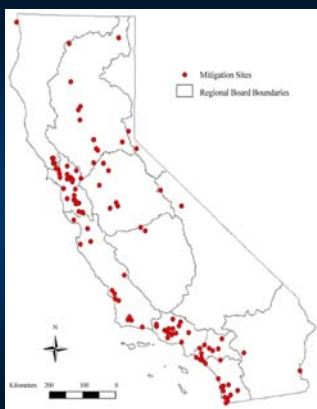 Mitigation Sites
Regional Board Boundaries
N
Kilometers
200 100 0